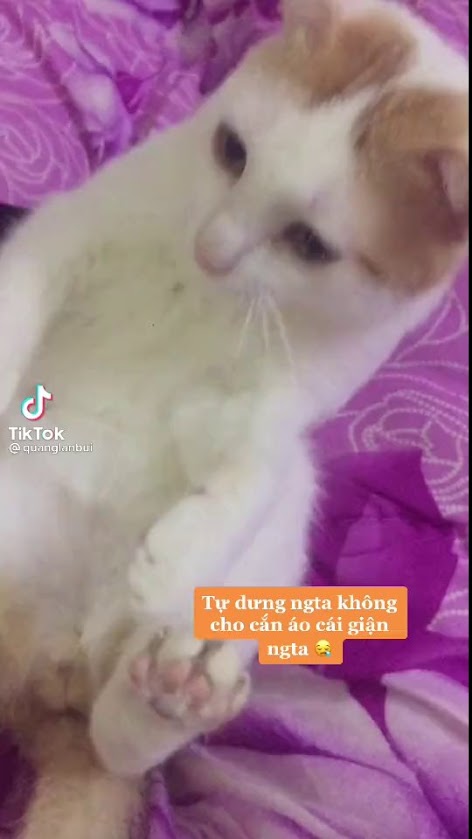 TikTok
@quanglanbui
Tự dưng ngta không
cho cắn áo cái giận
ngta 😪